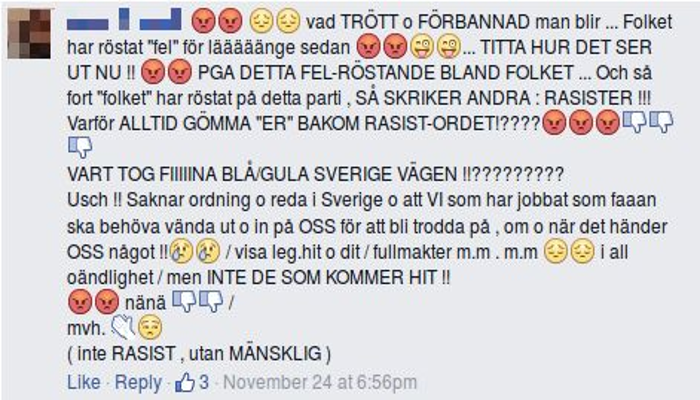 😡😡 😔😔 vad TRÖTT o FÖRBANNAD man blir ... Folket
har röstat "fel" för lääääänge sedan 😡😡😜😜... TITTA HUR DET SER
UT NU !! 😡😡 PGA DETTA FEL-RÖSTANDE BLAND FOLKET ... Och så
fort "folket" har röstat på detta parti , SÅ SKRIKER ANDRA : RASISTER !!!
Varför ALLTID GÖMMA "ER" BAKOM RASIST-ORDET!????😡😡😡👎👎
👎
VART TOG FIIIIINA BLÅ/GULA SVERIGE VÄGEN !!?????????
Usch !! Saknar ordning o reda i Sverige o att VI som har jobbat som faaan
ska behöva vända ut o in på OSS för att bli trodda på , om o när det händer
OSS något !!😢😢 / visa leg.hit o dit / fullmakter m.m . m.m 😔😔 i all
oändlighet / men INTE DE SOM KOMMER HIT !!
😡😡 nänä 👎👎 /
mvh. 👏😒
( inte RASIST , utan MÄNSKLIG )
Like · Reply · 👍 3 · November 24 at 6:56pm